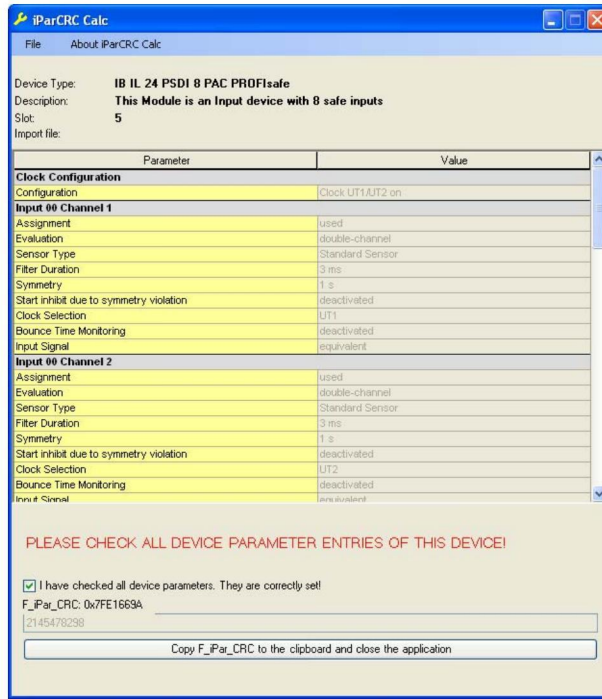 iParCRC Calc
File About iParCRC Calc
Device Type: IB IL 24 PSDI 8 PAC PROFIsafe
Description: This Module is an Input device with 8 safe inputs
Slot: 5
Import file:
Parameter Value
Clock Configuration
Configuration Clock UT1/UT2 on
Input 00 Channel 1
Assignment used
Evaluation double-channel
Sensor Type Standard Sensor
Filter Duration 3 ms
Symmetry 1 s
Start inhibit due to symmetry violation deactivated
Clock Selection UT1
Bounce Time Monitoring deactivated
Input Signal equivalent
Input 00 Channel 2
Assignment used
Evaluation double-channel
Sensor Type Standard Sensor
Filter Duration 3 ms
Symmetry 1 s
Start inhibit due to symmetry violation deactivated
Clock Selection UT2
Bounce Time Monitoring deactivated
Input Signal equivalent
PLEASE CHECK ALL DEVICE PARAMETER ENTRIES OF THIS DEVICE!
I have checked all device parameters. They are correctly set!
F_iPar_CRC: 0x7FE1669A
2145478298
Copy F_iPar_CRC to the clipboard and close the application